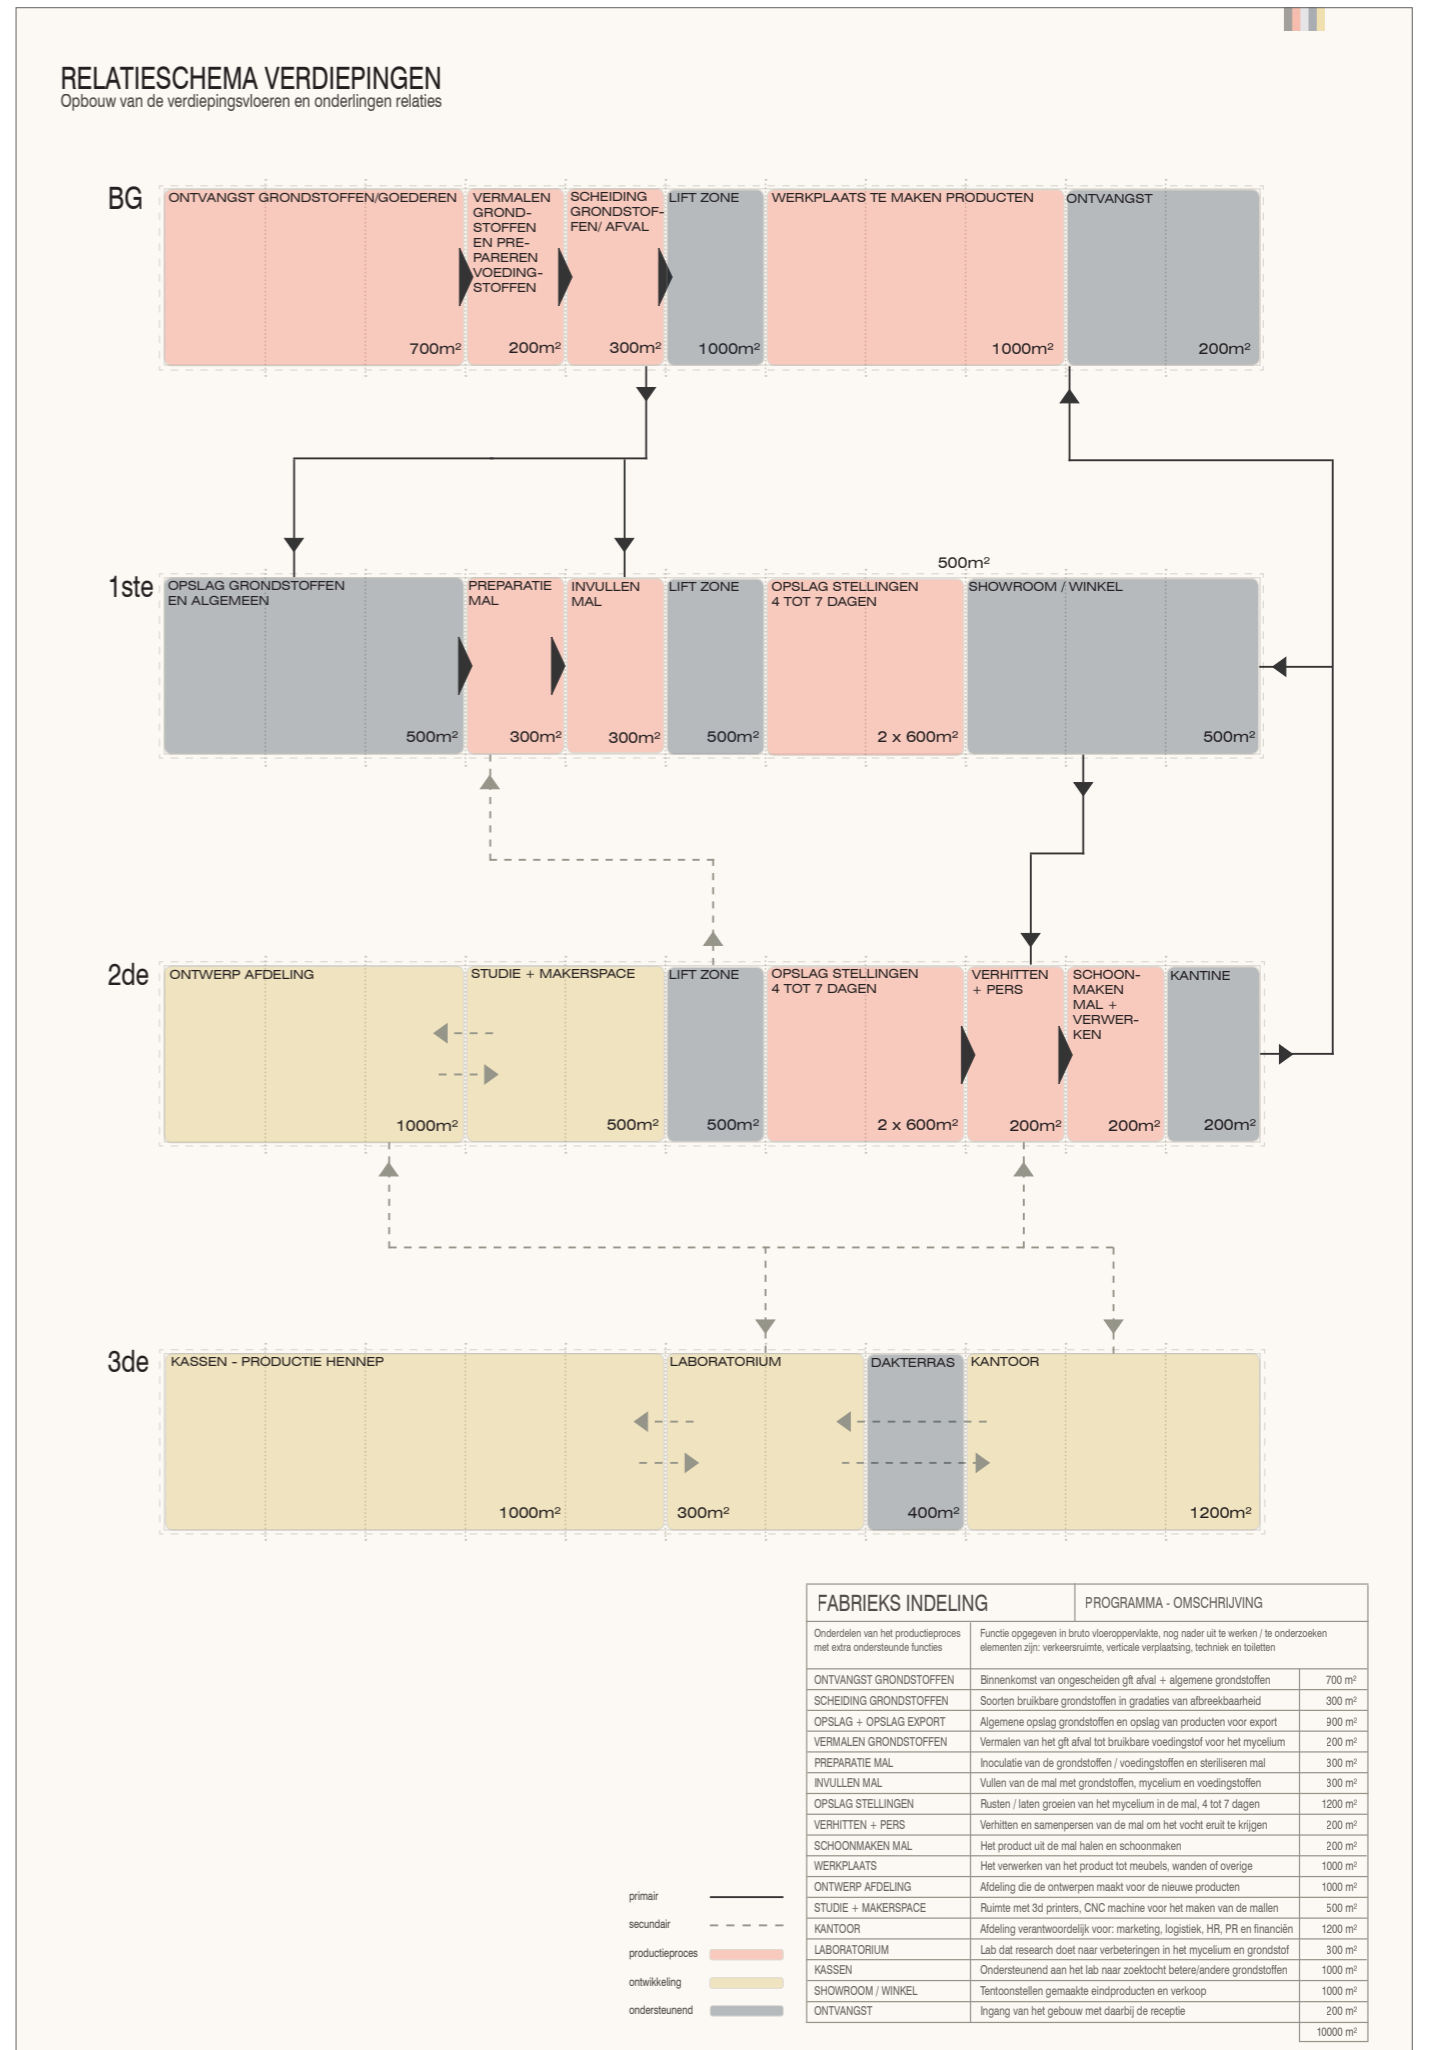 RELATIESCHEMA VERDIEPINGEN
Opbouw van de verdiepingsvloeren en onderlingen relaties
BG
ONTVANGST GRONDSTOFFEN/GOEDEREN
700m²
VERMALEN
GROND-
STOFFEN
EN PRE-
PAREREN
VOEDING-
STOFFEN
200m²
SCHEIDING
GRONDSTOF-
FEN/ AFVAL
300m²
LIFT ZONE
1000m²
WERKPLAATS TE MAKEN PRODUCTEN
1000m²
ONTVANGST
200m²
1ste
OPSLAG GRONDSTOFFEN
EN ALGEMEEN
500m²
PREPARATIE
MAL
300m²
INVULLEN
MAL
300m²
LIFT ZONE
500m²
OPSLAG STELLINGEN
4 TOT 7 DAGEN
2 x 600m²
500m²
SHOWROOM / WINKEL
500m²
2de
ONTWERP AFDELING
1000m²
STUDIE + MAKERSPACE
500m²
LIFT ZONE
500m²
OPSLAG STELLINGEN
4 TOT 7 DAGEN
2 x 600m²
VERHITTEN
+ PERS
200m²
SCHOON-
MAKEN
MAL +
VERWER-
KEN
200m²
KANTINE
200m²
3de
KASSEN - PRODUCTIE HENNEP
1000m²
LABORATORIUM
300m²
DAKTERRAS
400m²
KANTOOR
1200m²
primair
secundair
productieproces
ontwikkeling
ondersteunend
FABRIEKS INDELING
PROGRAMMA - OMSCHRIJVING
Onderdelen van het productieproces
met extra ondersteunde functies
Functie opgegeven in bruto vloeroppervlakte, nog nader uit te werken / te onderzoeken
elementen zijn: verkeersruimte, verticale verplaatsing, techniek en toiletten
ONTVANGST GRONDSTOFFEN Binnenkomst van ongescheiden gft afval + algemene grondstoffen 700 m²
SCHEIDING GRONDSTOFFEN Soorten bruikbare grondstoffen in gradaties van afbreekbaarheid 300 m²
OPSLAG + OPSLAG EXPORT Algemene opslag grondstoffen en opslag van producten voor export 900 m²
VERMALEN GRONDSTOFFEN Vermalen van het gft afval tot bruikbare voedingstof voor het mycelium 200 m²
PREPARATIE MAL Inoculatie van de grondstoffen / voedingstoffen en steriliseren mal 300 m²
INVULLEN MAL Vullen van de mal met grondstoffen, mycelium en voedingstoffen 300 m²
OPSLAG STELLINGEN Rusten / laten groeien van het mycelium in de mal, 4 tot 7 dagen 1200 m²
VERHITTEN + PERS Verhitten en samenpersen van de mal om het vocht eruit te krijgen 200 m²
SCHOONMAKEN MAL Het product uit de mal halen en schoonmaken 200 m²
WERKPLAATS Het verwerken van het product tot meubels, wanden of overige 1000 m²
ONTWERP AFDELING Afdeling die de ontwerpen maakt voor de nieuwe producten 1000 m²
STUDIE + MAKERSPACE Ruimte met 3d printers, CNC machine voor het maken van de mallen 500 m²
KANTOOR Afdeling verantwoordelijk voor: marketing, logistiek, HR, PR en financiën 1200 m²
LABORATORIUM Lab dat research doet naar verbeteringen in het mycelium en grondstof 300 m²
KASSEN Ondersteunend aan het lab naar zoektocht betere/andere grondstoffen 1000 m²
SHOWROOM / WINKEL Tentoonstellen gemaakte eindproducten en verkoop 1000 m²
ONTVANGST Ingang van het gebouw met daarbij de receptie 200 m²
10000 m²